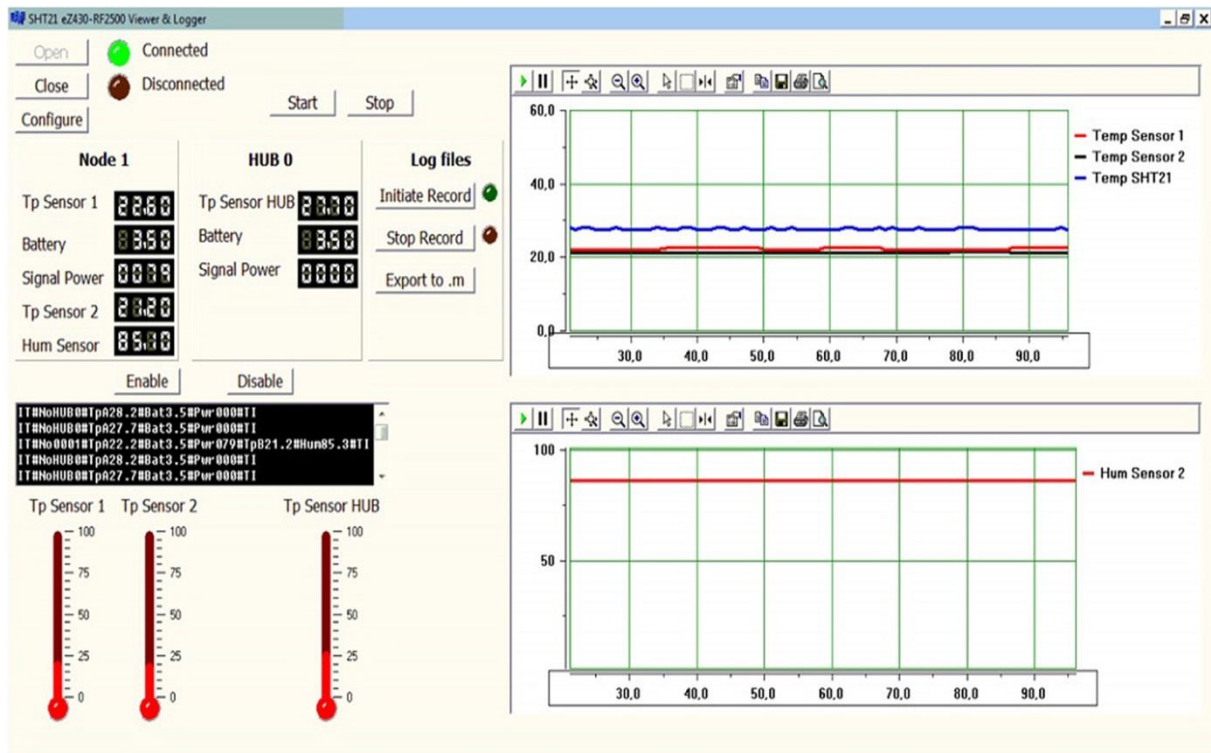 SHT21 eZ430-RF2500 Viewer & Logger
Open
Connected
Close
Disconnected
Configure
Start
Stop
Node 1
Tp Sensor 1
Battery
3.50
Signal Power
Tp Sensor 2
21.20
Hum Sensor
85.10
HUB 0
Tp Sensor HUB
Battery
3.50
Signal Power
0000
Log files
Initiate Record
Stop Record
Export to .m
Enable
Disable
IT#NoHUB0#TpA28.2#Bat3.5#Pwr000#TI
IT#NoHUB0#TpA27.7#Bat3.5#Pwr000#TI
IT#No0001#TpA22.2#Bat3.5#Pwr079#TpB21.2#Hum85.3#TI
IT#NoHUB0#TpA28.2#Bat3.5#Pwr000#TI
IT#NoHUB0#TpA27.7#Bat3.5#Pwr000#TI
Tp Sensor 1
Tp Sensor 2
Tp Sensor HUB
100
75
50
25
0
100
75
50
25
0
100
75
50
25
0
60,0
40,0
20,0
0,0
30,0 40,0 50,0 60,0 70,0 80,0 90,0
Temp Sensor 1
Temp Sensor 2
Temp SHT21
100
50
30,0 40,0 50,0 60,0 70,0 80,0 90,0
Hum Sensor 2